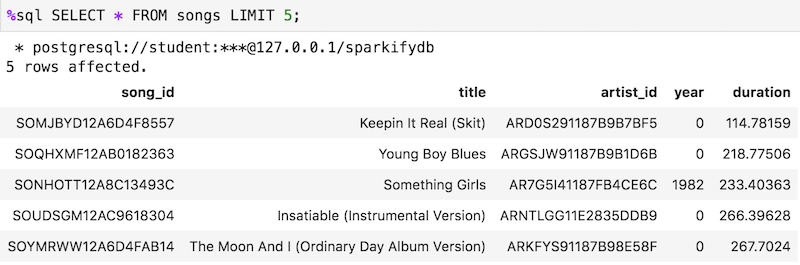 %sql SELECT * FROM songs LIMIT 5;
* postgresql://student:***@127.0.0.1/sparkifydb
5 rows affected.
song_id title artist_id year duration
SOMJBYD12A6D4F8557 Keepin It Real (Skit) ARD0S291187B9B7BF5 0 114.78159
SOQHXMF12AB0182363 Young Boy Blues ARGSJW91187B9B1D6B 0 218.77506
SONHOTT12A8C13493C Something Girls AR7G5I41187FB4CE6C 1982 233.40363
SOUDSGM12AC9618304 Insatiable (Instrumental Version) ARNTLGG11E2835DDB9 0 266.39628
SOYMRWW12A6D4FAB14 The Moon And I (Ordinary Day Album Version) ARKFYS91187B98E58F 0 267.7024